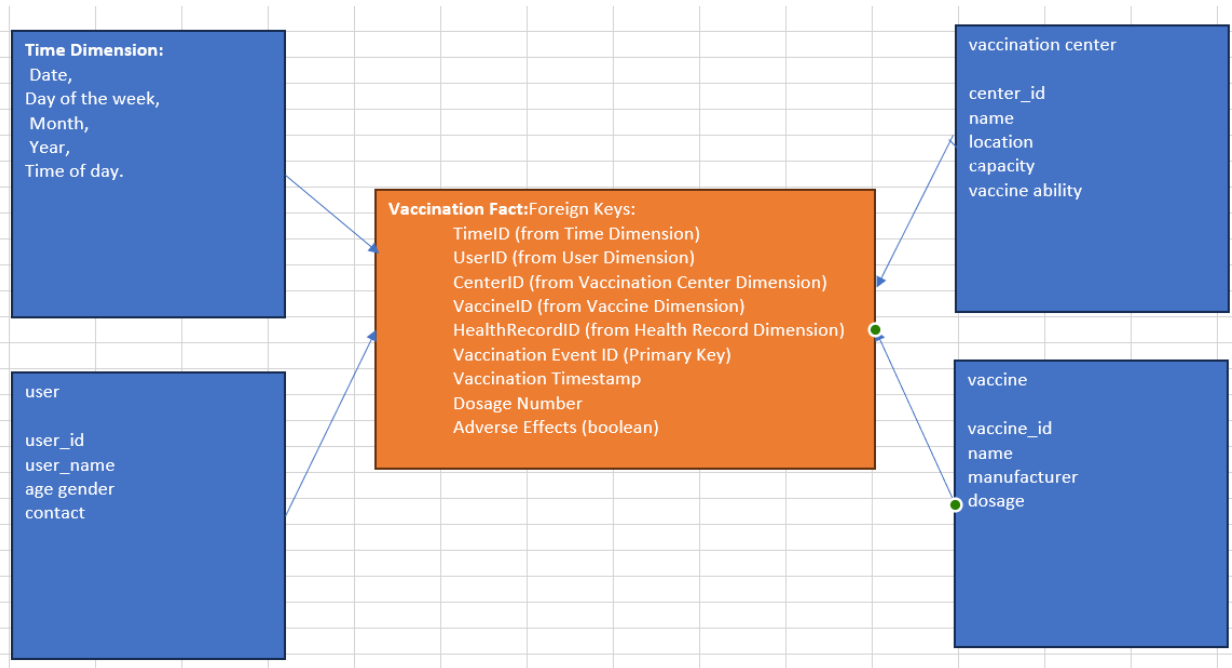 Time Dimension:
Date,
Day of the week,
Month,
Year,
Time of day.
vaccination center
center_id
name
location
capacity
vaccine ability
Vaccination Fact:Foreign Keys:
TimeID (from Time Dimension)
UserID (from User Dimension)
CenterID (from Vaccination Center Dimension)
VaccineID (from Vaccine Dimension)
HealthRecordID (from Health Record Dimension)
Vaccination Event ID (Primary Key)
Vaccination Timestamp
Dosage Number
Adverse Effects (boolean)
user
user_id
user_name
age gender
contact
vaccine
vaccine_id
name
manufacturer
dosage